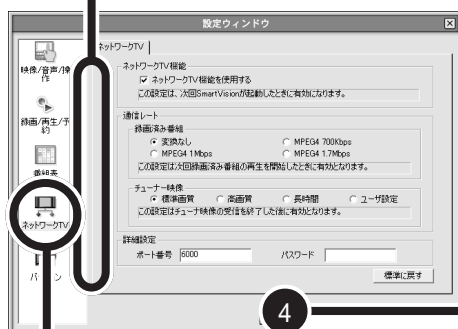 設定ウィンドウ
ネットワークTV
映像/音声/操作
録画/再生/予約
番組表
ネットワークTV
ネットワークTV機能
ネットワークTV機能を使用する
この設定は、次回SmartVisionが起動したときに有効になります。
通信レート
録画済み番組
変換なし MPEG4 700Kbps
MPEG4 1Mbps MPEG4 1.7Mbps
この設定は次回録画済み番組の再生を開始したときに有効になります。
チューナー映像
標準画質 高画質 長時間 ユーザ設定
この設定はチューナ映像の受信を終了した後に有効となります。
詳細設定
ポート番号 6000 パスワード
標準に戻す
4